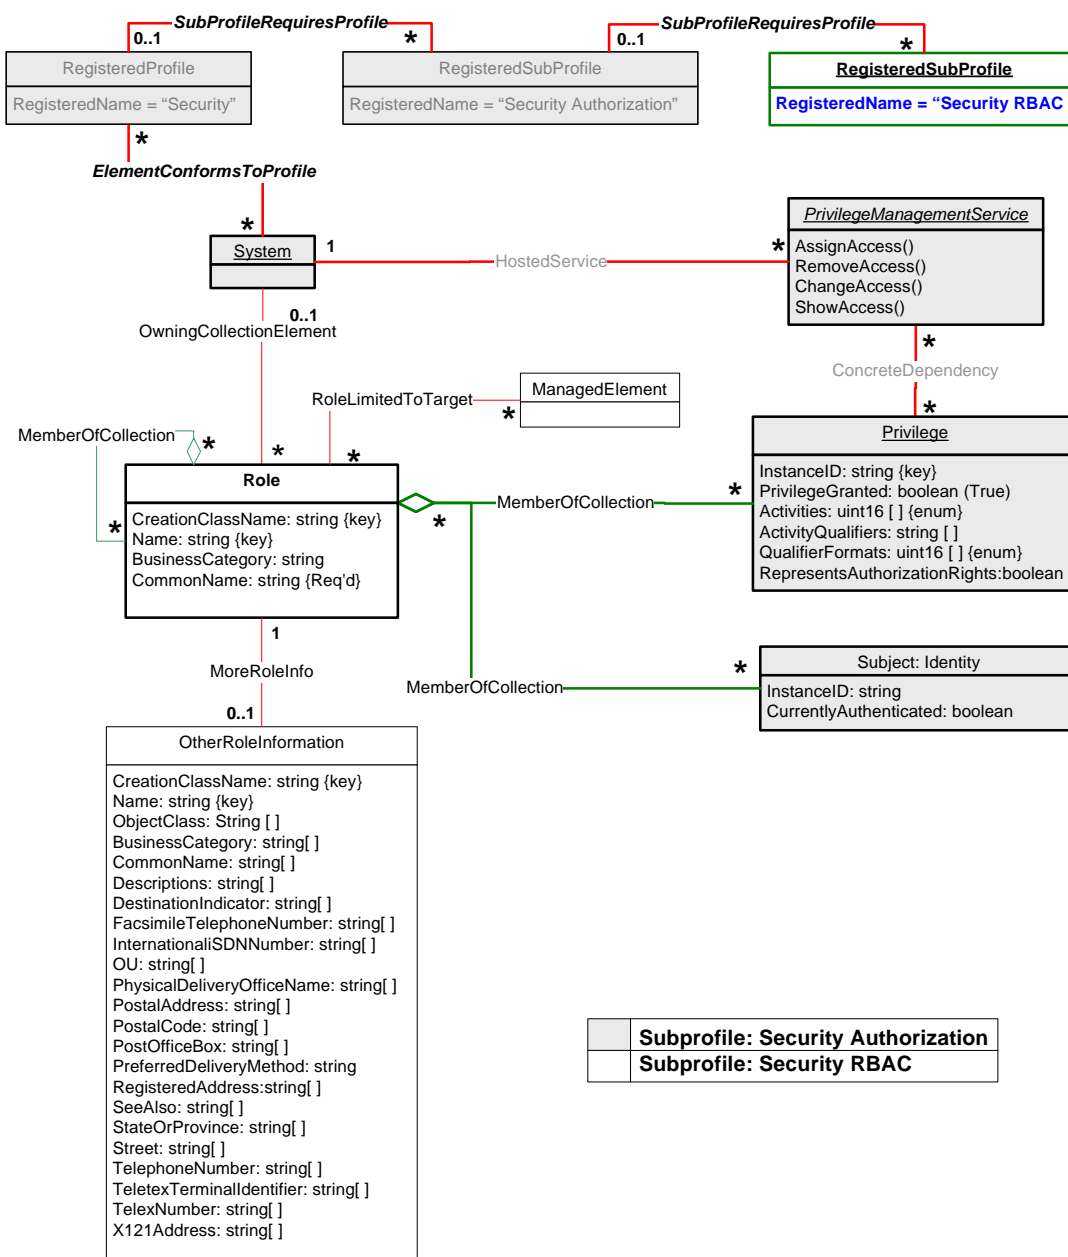 SubProfileRequiresProfile
SubProfileRequiresProfile
0..1
*
0..1
*
RegisteredProfile
RegisteredName = “Security”
RegisteredSubProfile
RegisteredName = “Security Authorization”
RegisteredSubProfile
RegisteredName = “Security RBAC
*
ElementConformsToProfile
*
System
1
HostedService
*
PrivilegeManagementService
AssignAccess()
RemoveAccess()
ChangeAccess()
ShowAccess()
0..1
OwningCollectionElement
*
ConcreteDependency
*
RoleLimitedToTarget
*
ManagedElement
MemberOfCollection
*
*
*
*
Role
CreationClassName: string {key}
Name: string {key}
BusinessCategory: string
CommonName: string {Req'd}
*
MemberOfCollection
*
Privilege
InstanceID: string {key}
PrivilegeGranted: boolean (True)
Activities: uint16 [ ] {enum}
ActivityQualifiers: string [ ]
QualifierFormats: uint16 [ ] {enum}
RepresentsAuthorizationRights:boolean
1
MoreRoleInfo
0..1
MemberOfCollection
*
Subject: Identity
InstanceID: string
CurrentlyAuthenticated: boolean
OtherRoleInformation
CreationClassName: string {key}
Name: string {key}
ObjectClass: String [ ]
BusinessCategory: string[ ]
CommonName: string[ ]
Descriptions: string[ ]
DestinationIndicator: string[ ]
FacsimileTelephoneNumber: string[ ]
InternationaliSDNNumber: string[ ]
OU: string[ ]
PhysicalDeliveryOfficeName: string[ ]
PostalAddress: string[ ]
PostalCode: string[ ]
PostOfficeBox: string[ ]
PreferredDeliveryMethod: string
RegisteredAddress:string[ ]
SeeAlso: string[ ]
StateOrProvince: string[ ]
Street: string[ ]
TelephoneNumber: string[ ]
TeletexTerminalIdentifier: string[ ]
TelexNumber: string[ ]
X121Address: string[ ]
Subprofile: Security Authorization
Subprofile: Security RBAC